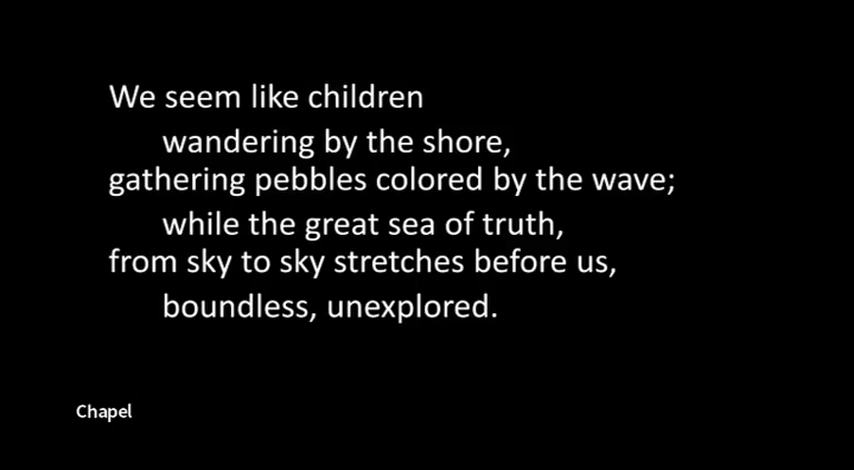 We seem like children
wandering by the shore,
gathering pebbles colored by the wave;
while the great sea of truth,
from sky to sky stretches before us,
boundless, unexplored.
Chapel